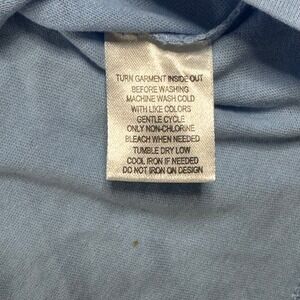 TURN GARMENT INSIDE OUT
BEFORE WASHING
MACHINE WASH COLD
WITH LIKE COLORS
GENTLE CYCLE
ONLY NON-CHLORINE
BLEACH WHEN NEEDED
TUMBLE DRY LOW
COOL IRON IF NEEDED
DO NOT IRON ON DESIGN